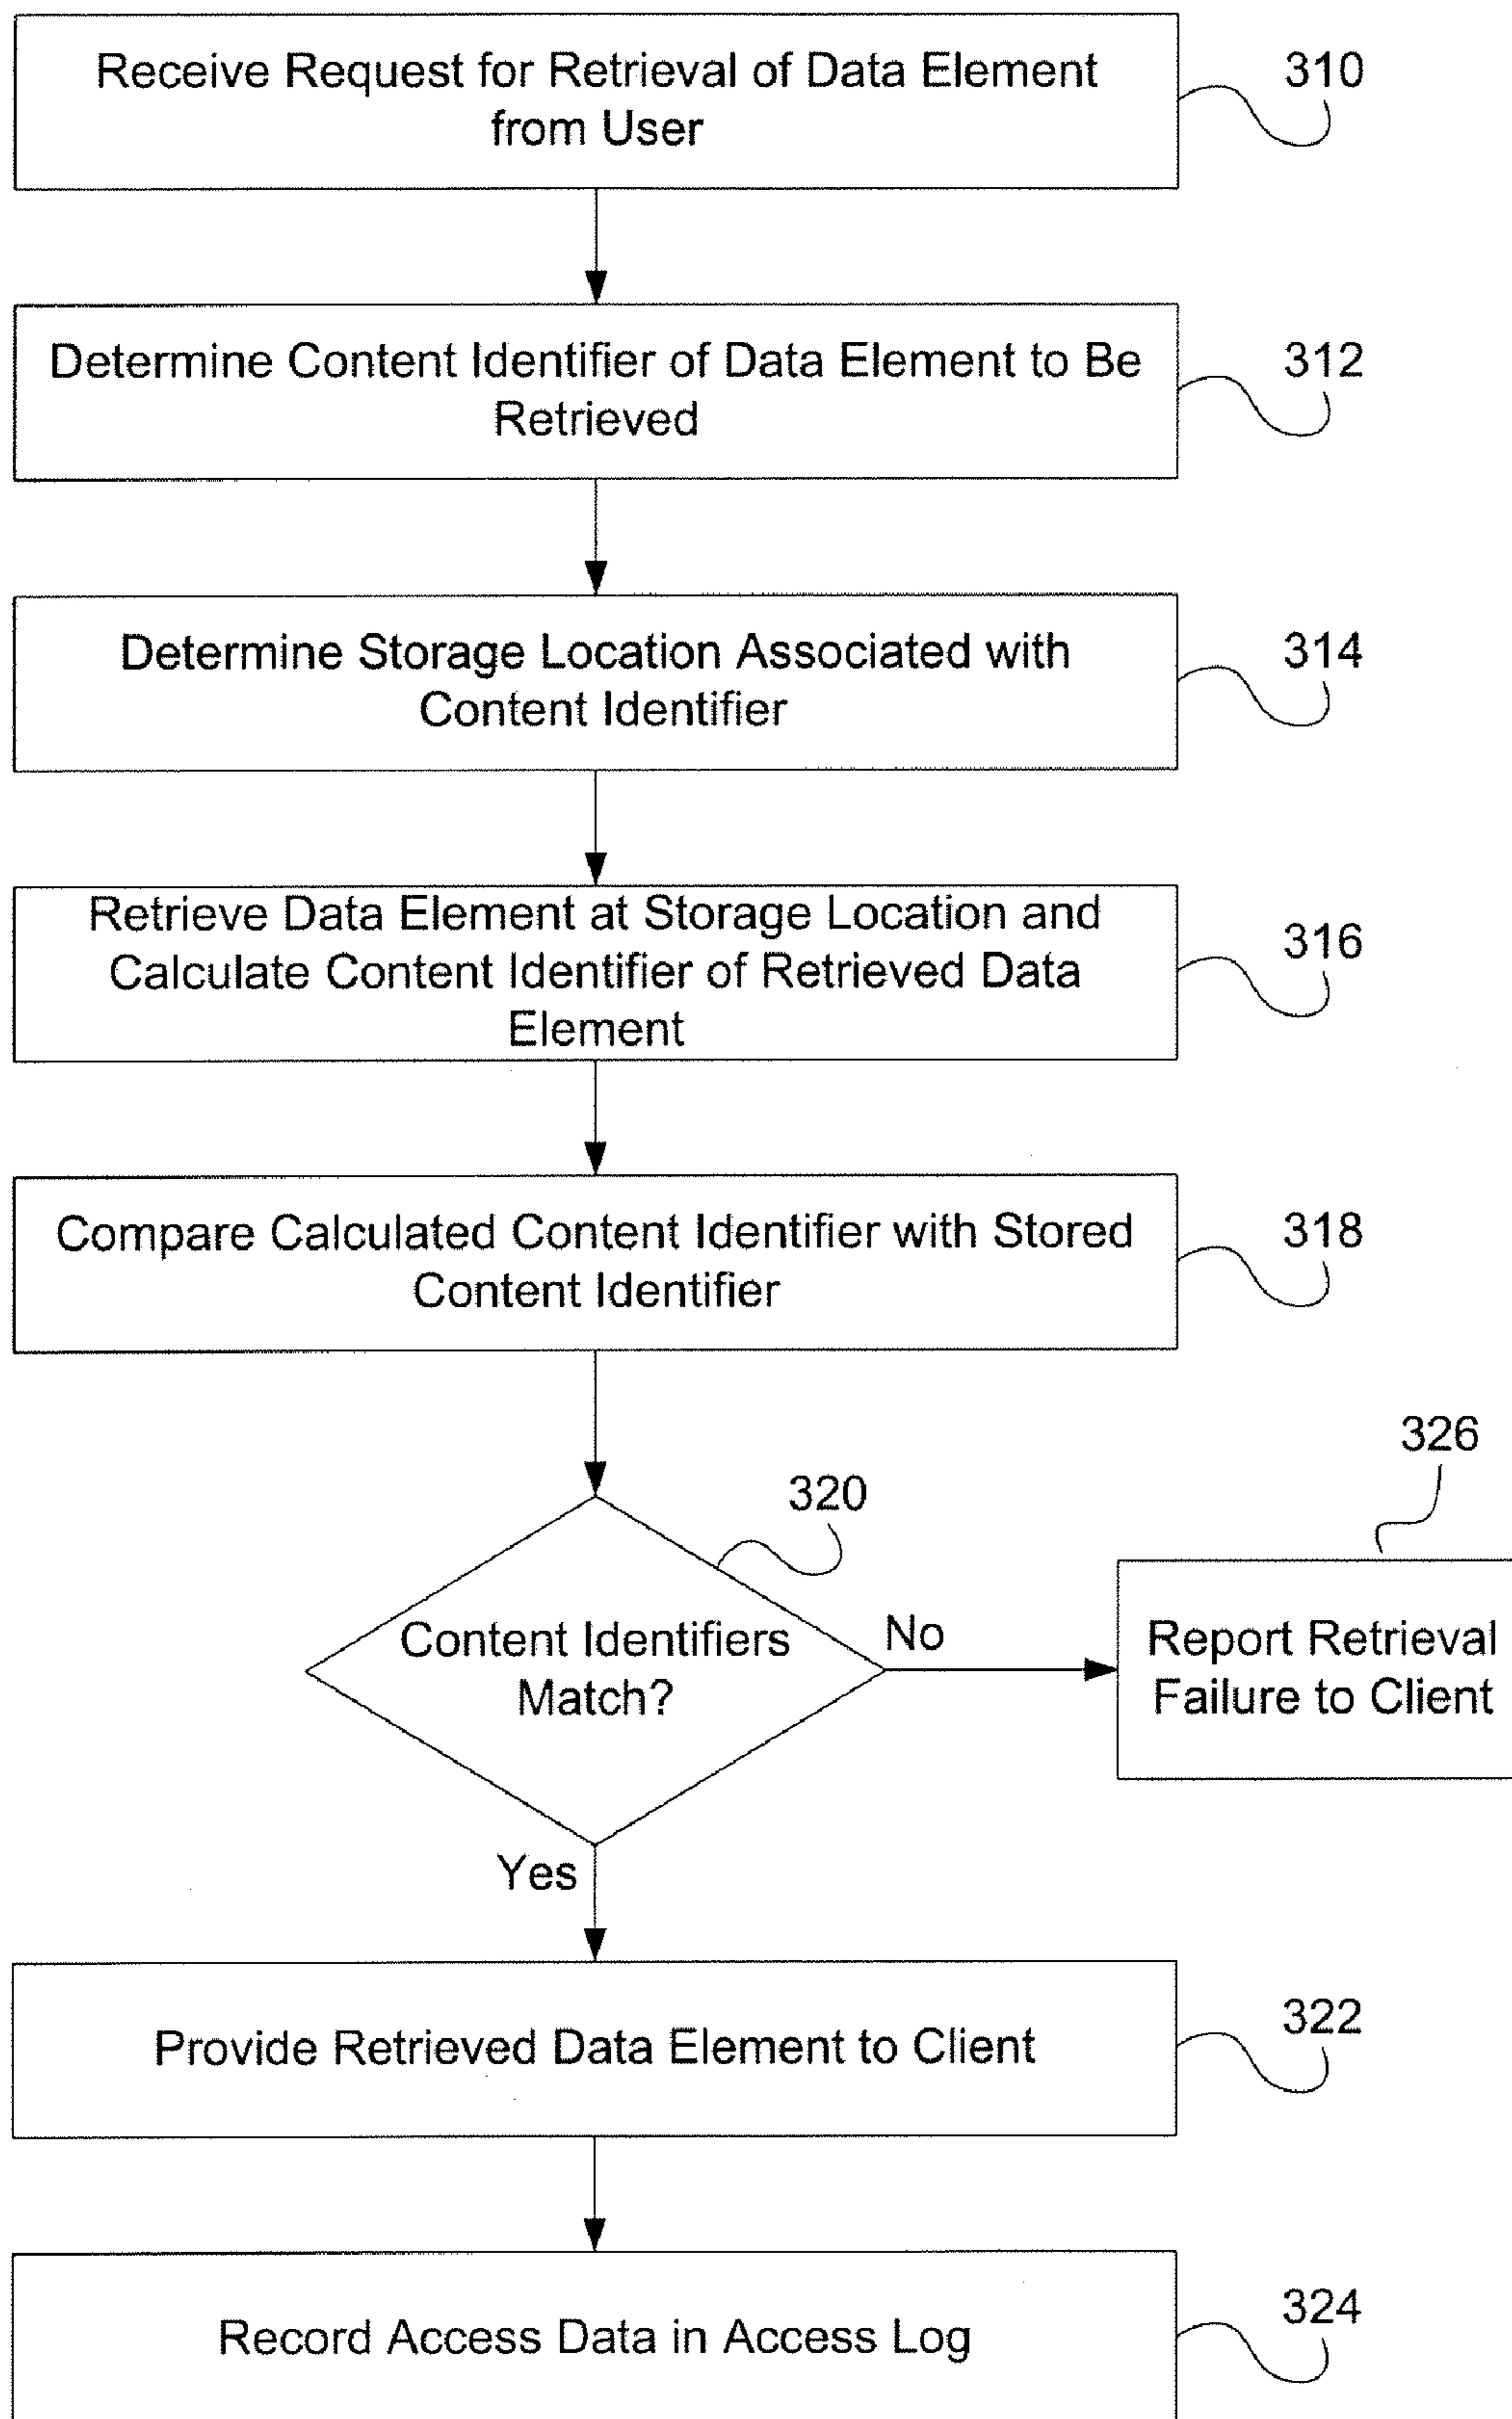 Receive Request for Retrieval of Data Element
from User
310
Determine Content Identifier of Data Element to Be
Retrieved
312
Determine Storage Location Associated with
Content Identifier
314
Retrieve Data Element at Storage Location and
Calculate Content Identifier of Retrieved Data
Element
316
Compare Calculated Content Identifier with Stored
Content Identifier
318
320
Content Identifiers
Match?
No
326
Report Retrieval
Failure to Client
Yes
Provide Retrieved Data Element to Client
322
Record Access Data in Access Log
324